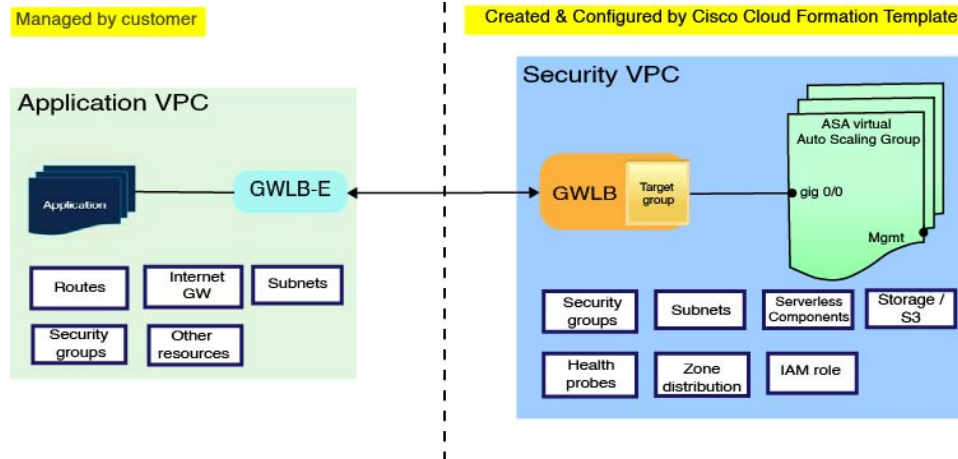 Managed by customer
Created & Configured by Cisco Cloud Formation Template
Application VPC
Application
GWLB-E
Routes
Internet
GW
Subnets
Security
groups
Other
resources
Security VPC
GWLB
Target
group
ASA virtual
Auto Scaling Group
gig 0/0
Mgmt
Security
groups
Subnets
Serverless
Components
Storage /
S3
Health
probes
Zone
distribution
IAM role